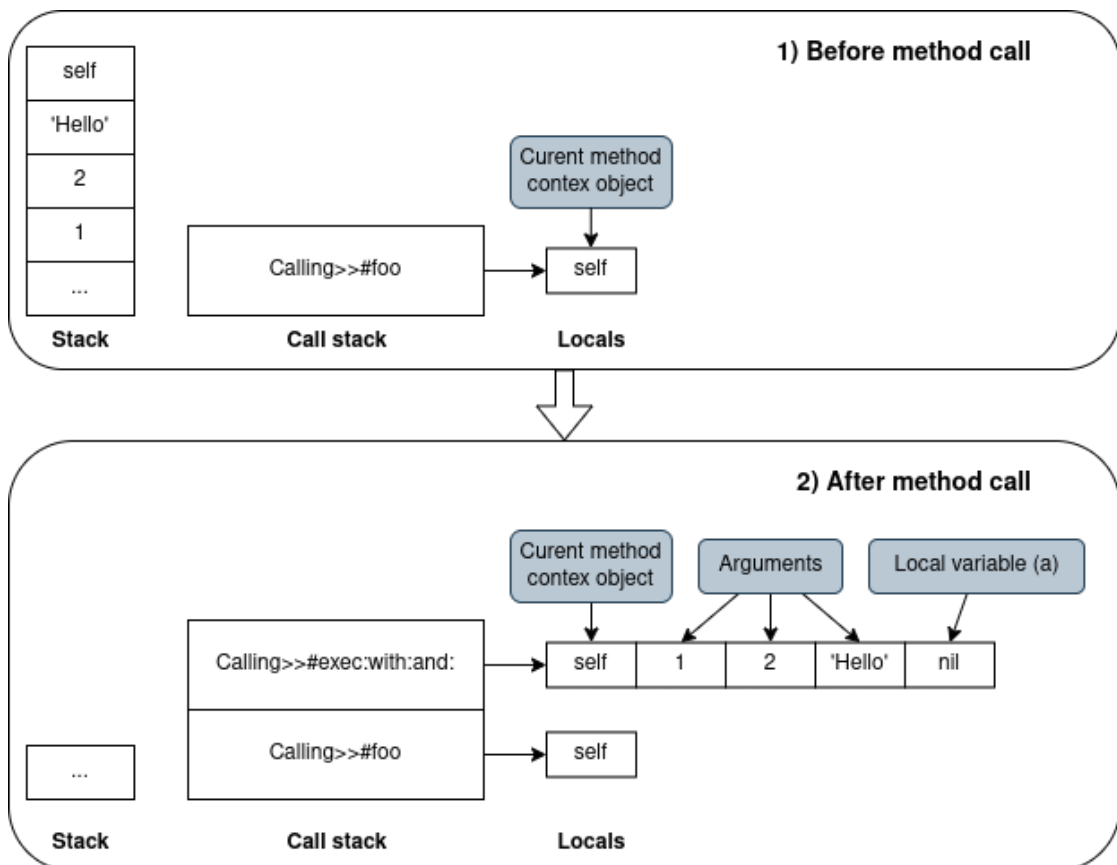 1) Before method call
self
'Hello'
2
1
...
Stack
Calling>>#foo
Call stack
Curent method
contex object
self
Locals
2) After method call
Curent method
contex object
Arguments
Local variable (a)
Calling>>#exec:with:and:
self
1
2
'Hello'
nil
Calling>>#foo
self
...
Stack
Call stack
Locals